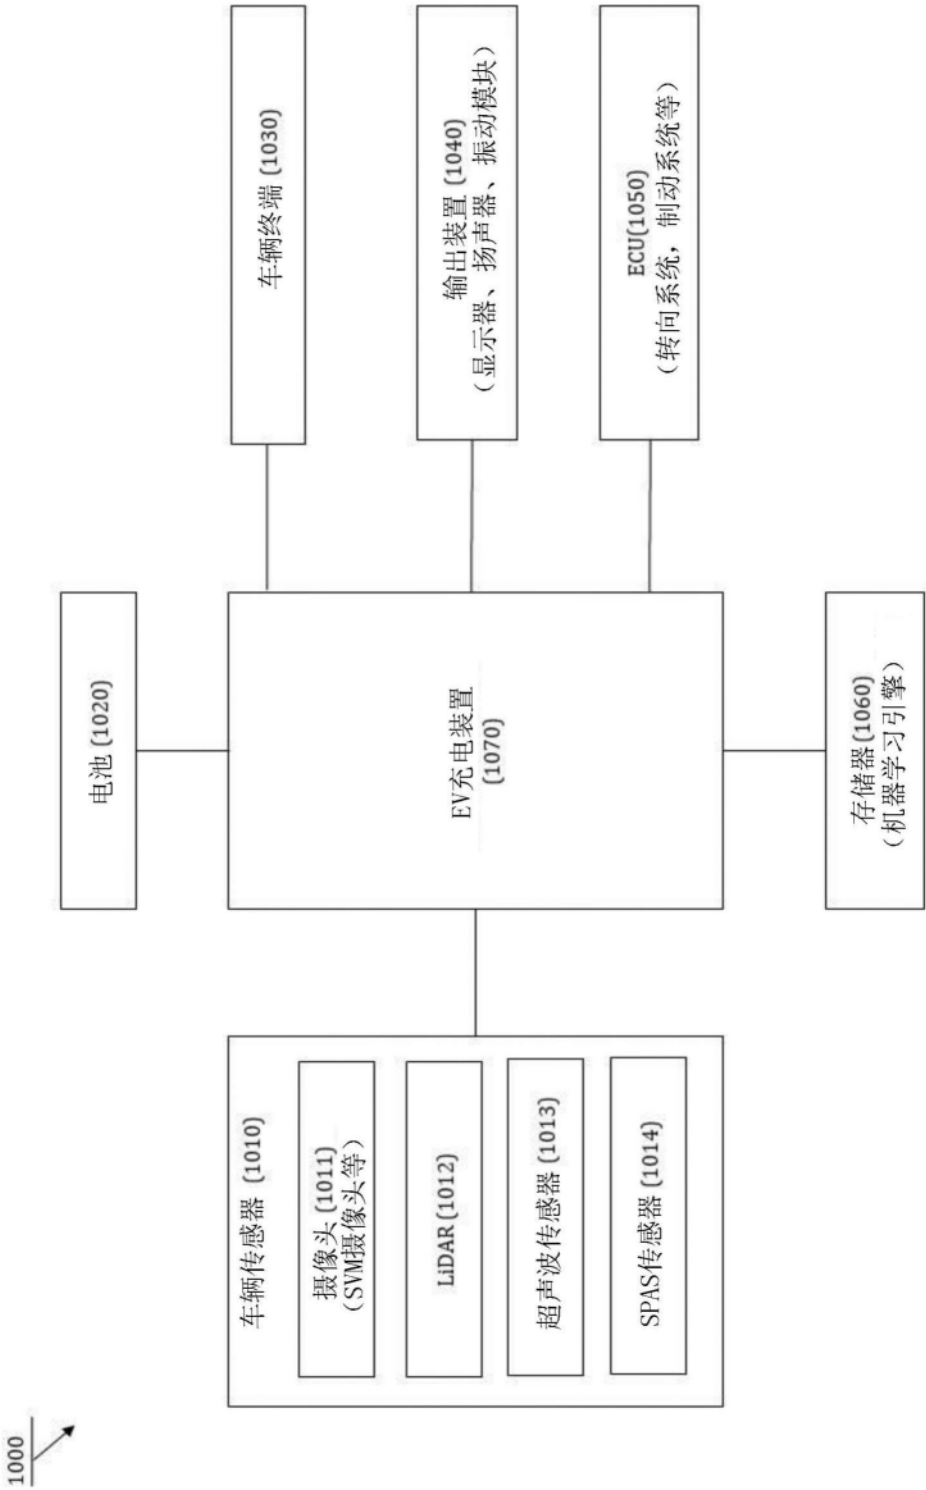 1000
车辆传感器 (1010)
摄像头 (1011)
(SVM摄像头等)
LiDAR (1012)
超声波传感器 (1013)
SPAS传感器 (1014)
电池 (1020)
EV充电装置
(1070)
存储器 (1060)
(机器学习引擎)
车辆终端 (1030)
输出装置 (1040)
(显示器、扬声器、振动模块)
ECU(1050)
(转向系统，制动系统等)